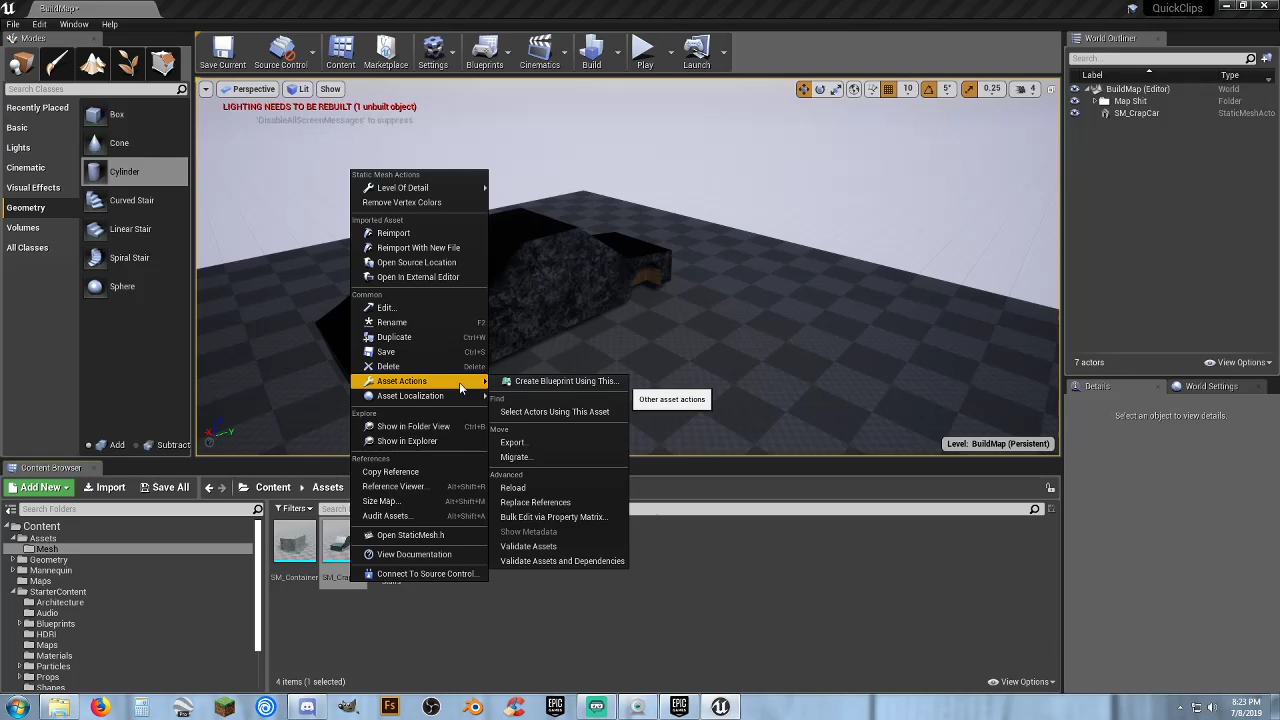 BuildMap*
QuickClips
File Edit Window Help
Modes
Search Classes
Recently Placed
Basic
Lights
Cinematic
Visual Effects
Geometry
Volumes
All Classes
Box
Cone
Cylinder
Curved Stair
Linear Stair
Spiral Stair
Sphere
Add Subtract
Save Current Source Control Content Marketplace Settings Blueprints Cinematics Build Play Launch
Perspective Lit Show
10 5° 0.25 4
LIGHTING NEEDS TO BE REBUILT (1 unbuilt object)
'DisableAllScreenMessages' to suppress
Level: BuildMap (Persistent)
Static Mesh Actions
Level Of Detail
Remove Vertex Colors
Imported Asset
Reimport
Reimport With New File
Open Source Location
Open In External Editor
Common
Edit...
Rename F2
Duplicate Ctrl+W
Save Ctrl+S
Delete Delete
Asset Actions
Asset Localization
Explore
Show in Folder View Ctrl+B
Show in Explorer
References
Copy Reference
Reference Viewer... Alt+Shift+R
Size Map... Alt+Shift+M
Audit Assets... Alt+Shift+A
Open StaticMesh.h
View Documentation
Connect To Source Control...
Create Blueprint Using This...
Find
Select Actors Using This Asset
Move
Export...
Migrate...
Advanced
Reload
Replace References
Bulk Edit via Property Matrix...
Show Metadata
Validate Assets
Validate Assets and Dependencies
Other asset actions
World Outliner
Search...
Label Type
BuildMap (Editor) World
Map Shit Folder
SM_CrapCar StaticMeshActo
7 actors
View Options
Details World Settings
Select an object to view details.
Content Browser
Add New Import Save All Content Assets
Search Folders
Filters
Content
Assets
Mesh
Geometry
Mannequin
Maps
StarterContent
Architecture
Audio
Blueprints
HDRI
Maps
Materials
Particles
Props
Shapes
SM_Container
SM_Crap
4 items (1 selected)
View Options
Pro
Fs
EPIC GAMES
EPIC GAMES
8:23 PM
7/8/2019